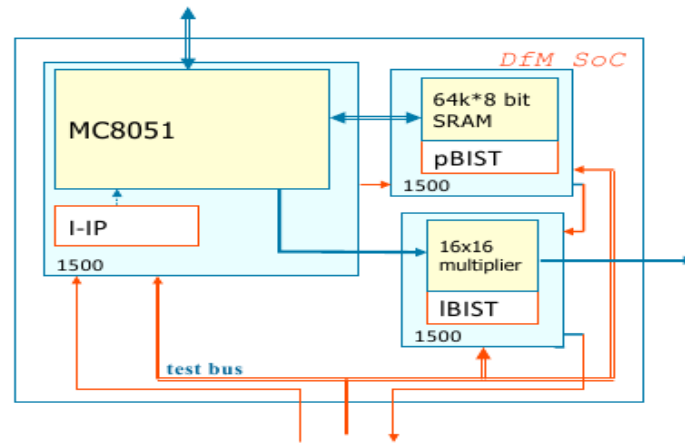 DfM SoC
MC8051
64k*8 bit
SRAM
pBIST
1500
I-IP
1500
16x16
multiplier
lBIST
1500
test bus